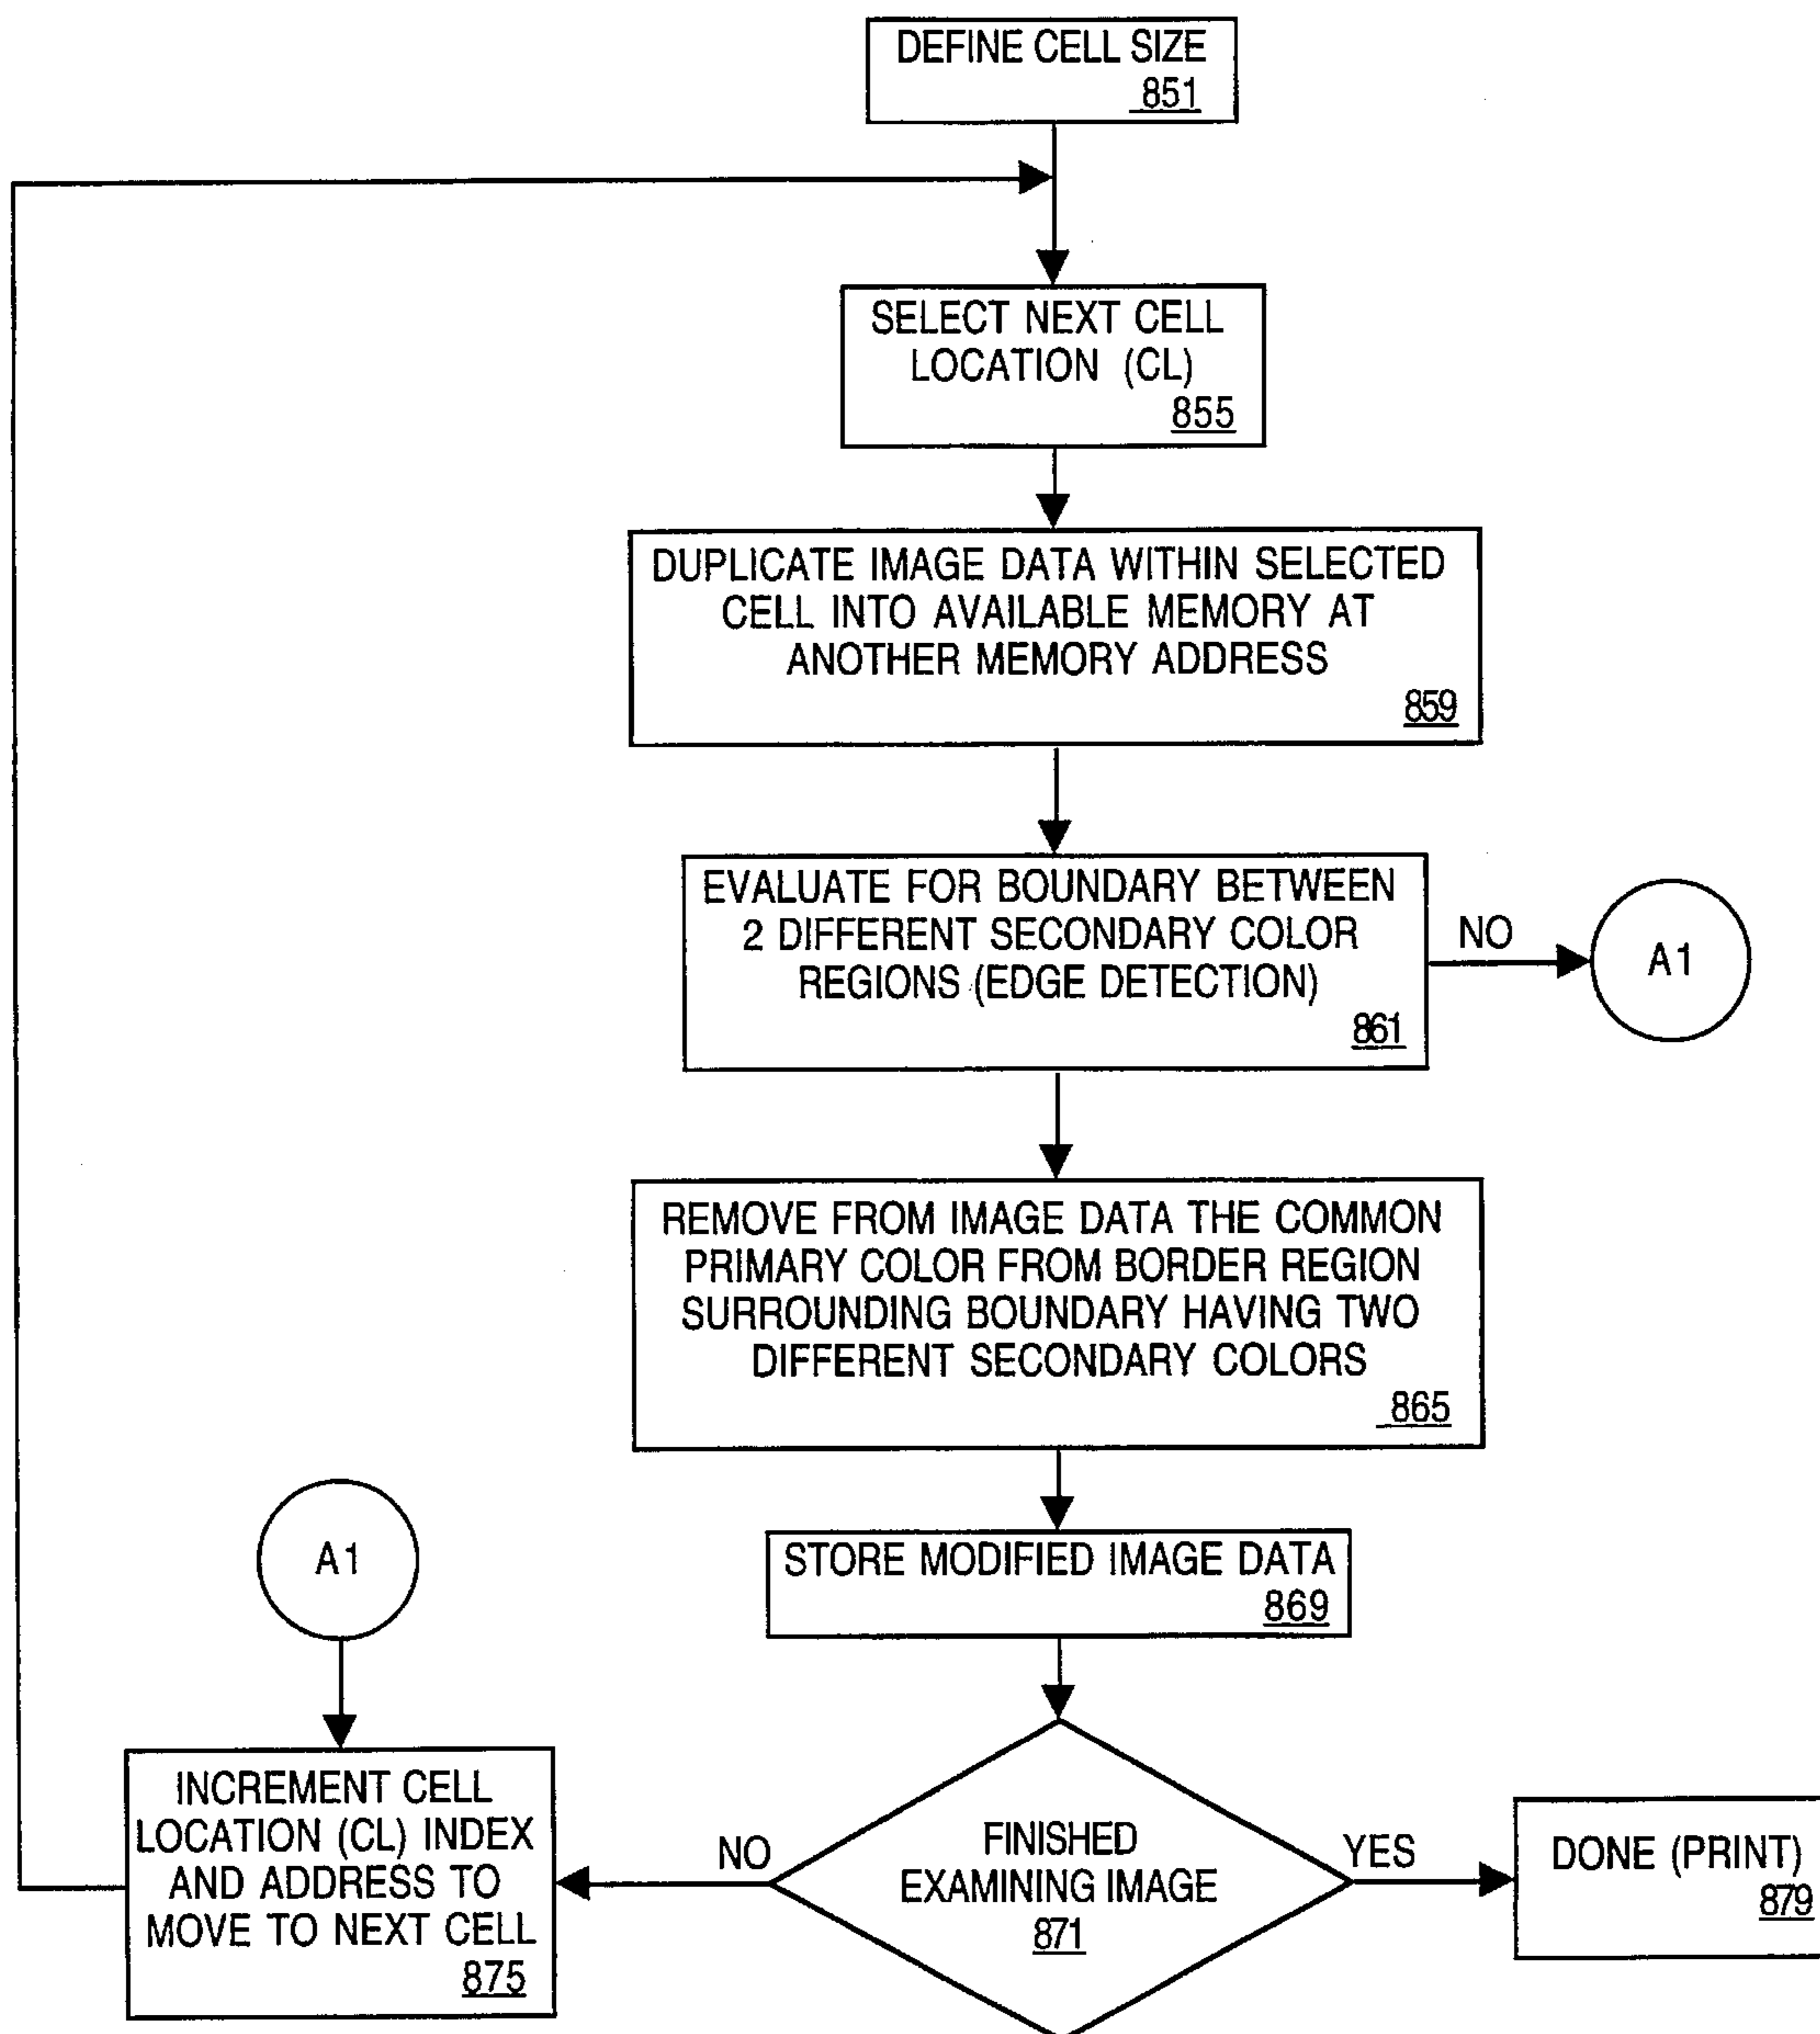 DEFINE CELL SIZE
851
SELECT NEXT CELL
LOCATION (CL)
855
DUPLICATE IMAGE DATA WITHIN SELECTED
CELL INTO AVAILABLE MEMORY AT
ANOTHER MEMORY ADDRESS
859
EVALUATE FOR BOUNDARY BETWEEN
2 DIFFERENT SECONDARY COLOR
REGIONS (EDGE DETECTION)
861
NO
A1
REMOVE FROM IMAGE DATA THE COMMON
PRIMARY COLOR FROM BORDER REGION
SURROUNDING BOUNDARY HAVING TWO
DIFFERENT SECONDARY COLORS
865
STORE MODIFIED IMAGE DATA
869
A1
INCREMENT CELL
LOCATION (CL) INDEX
AND ADDRESS TO
MOVE TO NEXT CELL
875
NO
FINISHED
EXAMINING IMAGE
871
YES
DONE (PRINT)
879